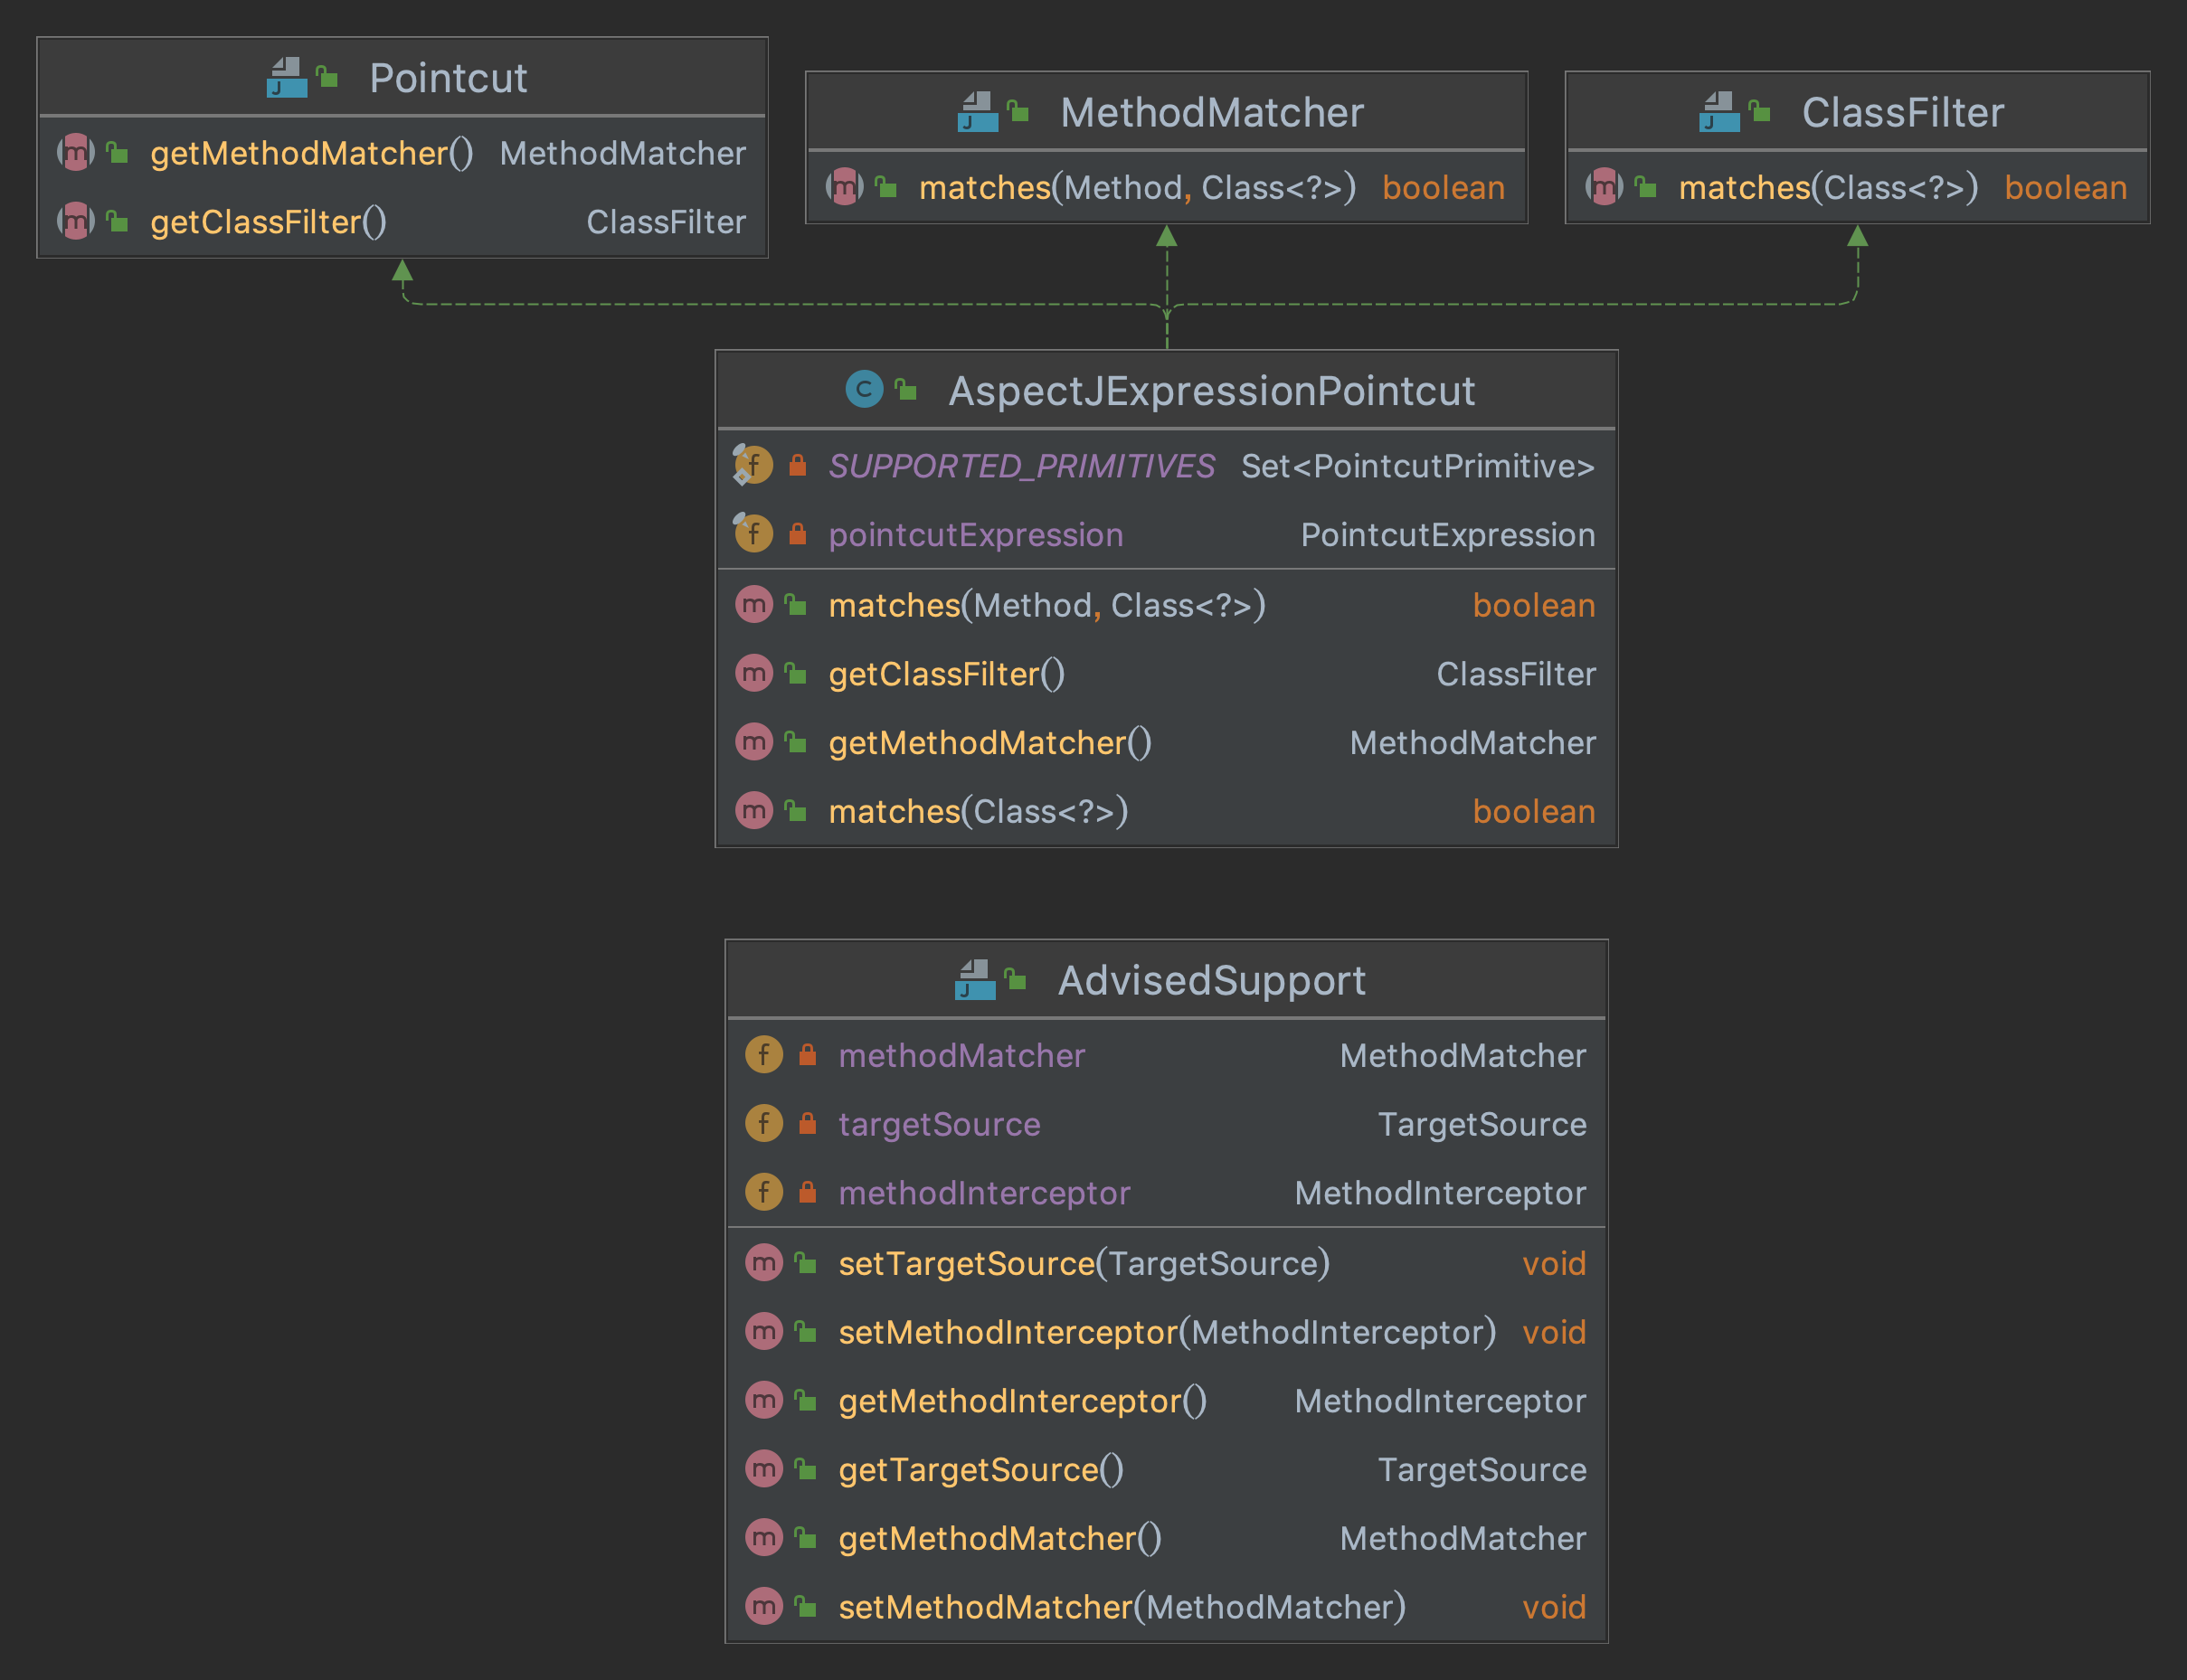 Pointcut
getMethodMatcher() MethodMatcher
getClassFilter() ClassFilter
MethodMatcher
matches(Method, Class<?>) boolean
ClassFilter
matches(Class<?>) boolean
AspectJExpressionPointcut
SUPPORTED_PRIMITIVES Set<PointcutPrimitive>
pointcutExpression PointcutExpression
matches(Method, Class<?>) boolean
getClassFilter() ClassFilter
getMethodMatcher() MethodMatcher
matches(Class<?>) boolean
AdvisedSupport
methodMatcher MethodMatcher
targetSource TargetSource
methodInterceptor MethodInterceptor
setTargetSource(TargetSource) void
setMethodInterceptor(MethodInterceptor) void
getMethodInterceptor() MethodInterceptor
getTargetSource() TargetSource
getMethodMatcher() MethodMatcher
setMethodMatcher(MethodMatcher) void